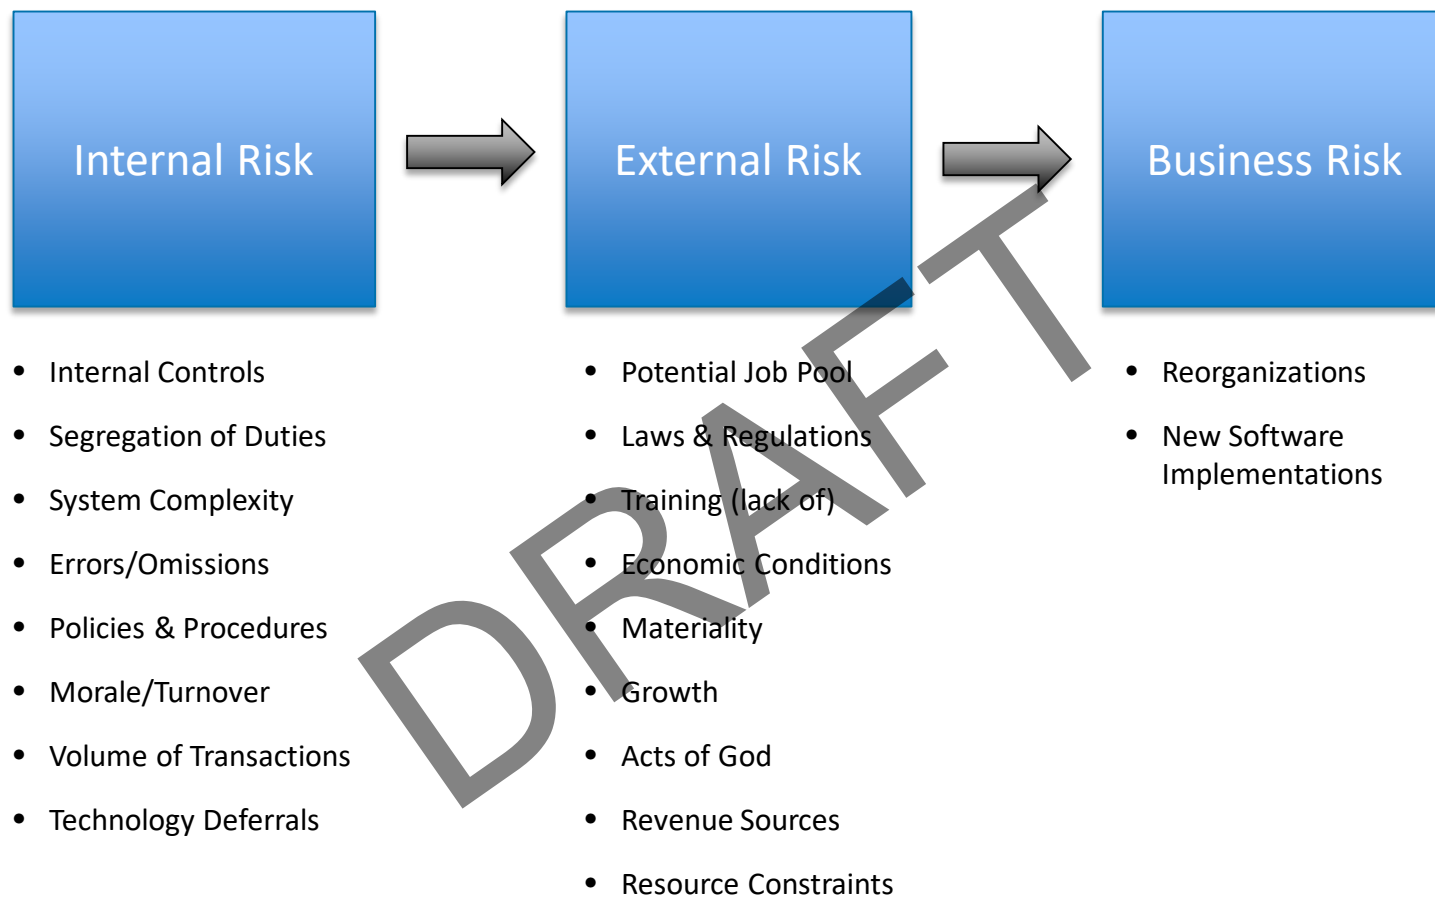 Internal Risk
External Risk
Business Risk
• Internal Controls
• Segregation of Duties
• System Complexity
• Errors/Omissions
• Policies & Procedures
• Morale/Turnover
• Volume of Transactions
• Technology Deferrals
• Potential Job Pool
• Laws & Regulations
• Training (lack of)
• Economic Conditions
• Materiality
• Growth
• Acts of God
• Revenue Sources
• Resource Constraints
• Reorganizations
• New Software
Implementations
DRAFT